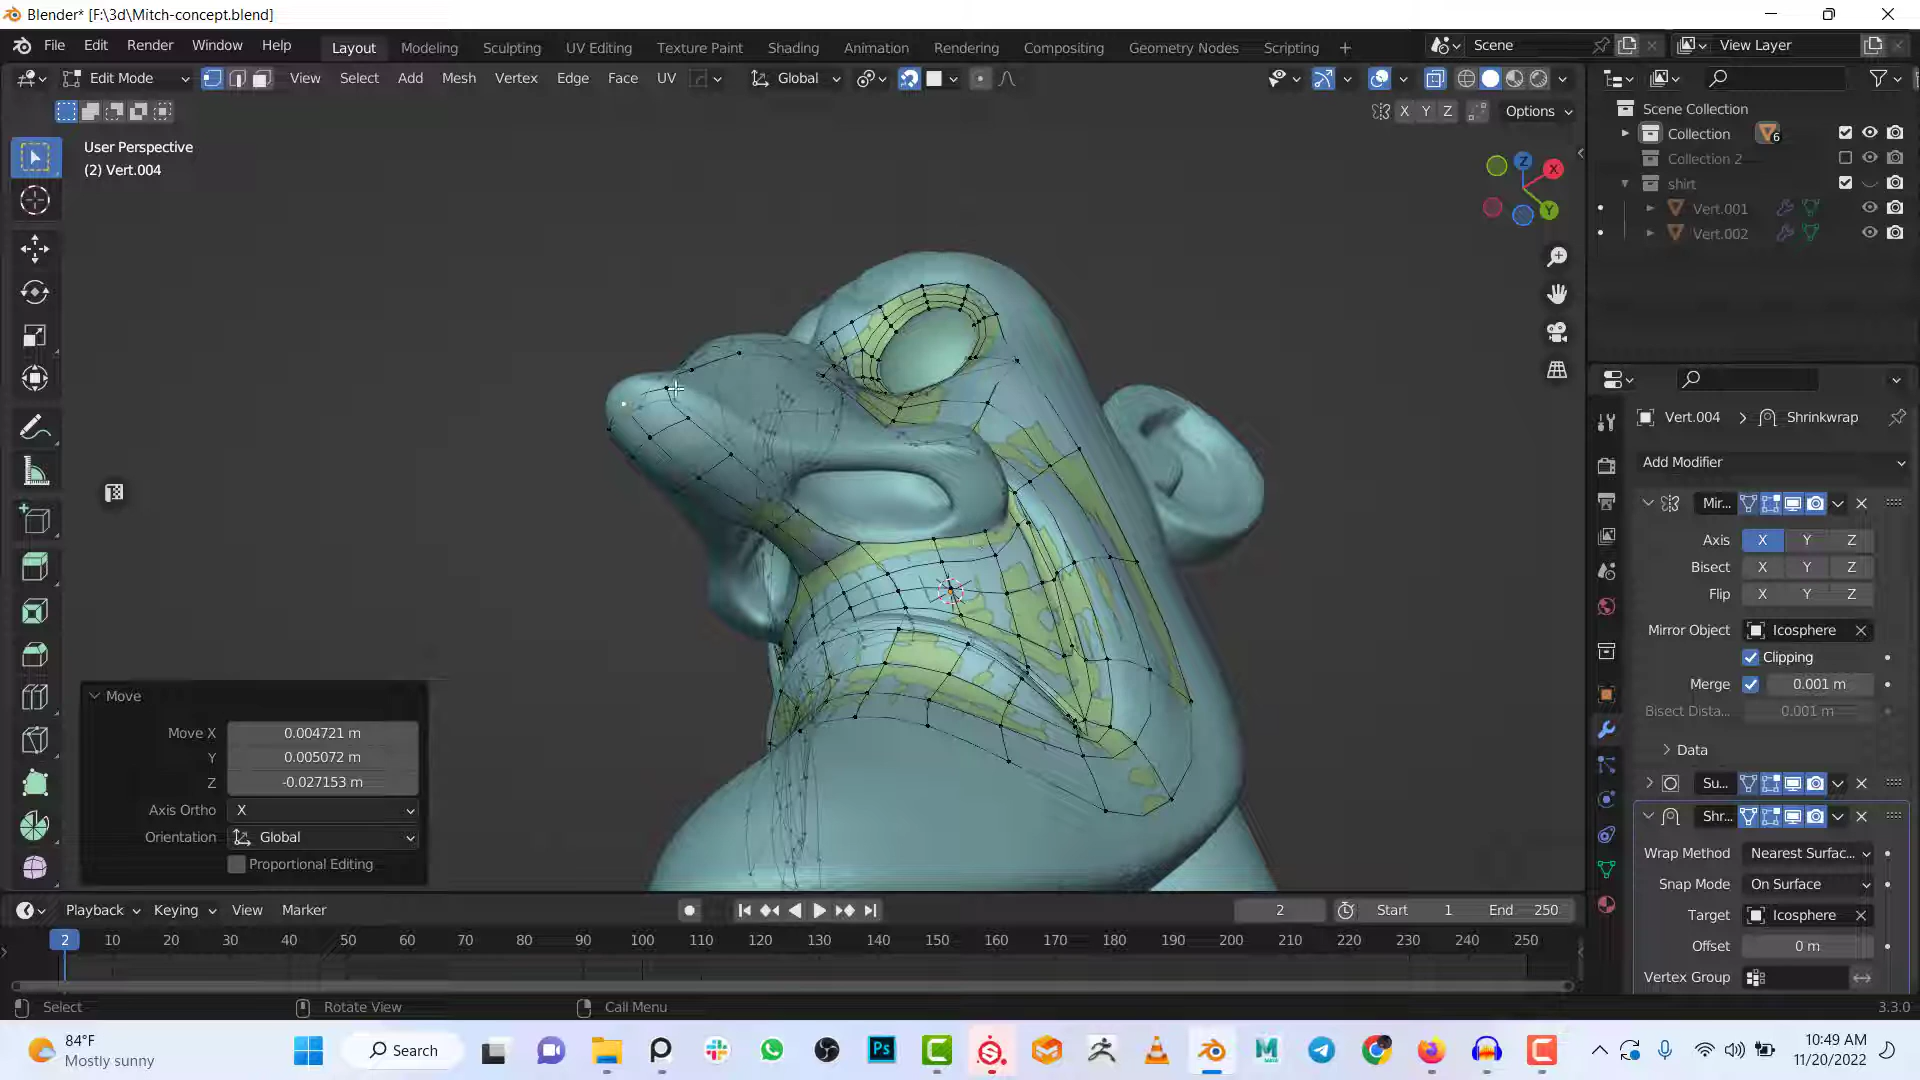 Blender* [F:\3d\Mitch-concept.blend]
File Edit Render Window Help Layout Modeling Sculpting UV Editing Texture Paint Shading Animation Rendering Compositing Geometry Nodes Scripting + Scene View Layer
Edit Mode View Select Add Mesh Vertex Edge Face UV Global
X Y Z Options
User Perspective
(2) Vert.004
Z X Y
Scene Collection
Collection 6
Collection 2
shirt
Vert.001
Vert.002
Vert.004 > Shrinkwrap
Add Modifier
Mir...
Axis X Y Z
Bisect X Y Z
Flip X Y Z
Mirror Object Icosphere
Clipping
Merge 0.001 m
Bisect Dista... 0.001 m
Data
Su...
Shr...
Wrap Method Nearest Surfac...
Snap Mode On Surface
Target Icosphere
Offset 0 m
Vertex Group
Move
Move X 0.004721 m
Y 0.005072 m
Z -0.027153 m
Axis Ortho X
Orientation Global
Proportional Editing
Playback Keying View Marker 2 Start 1 End 250
2 10 20 30 40 50 60 70 80 90 100 110 120 130 140 150 160 170 180 190 200 210 220 230 240 250
Select Rotate View Call Menu 3.3.0
84°F
Mostly sunny
Search
Ps
10:49 AM
11/20/2022